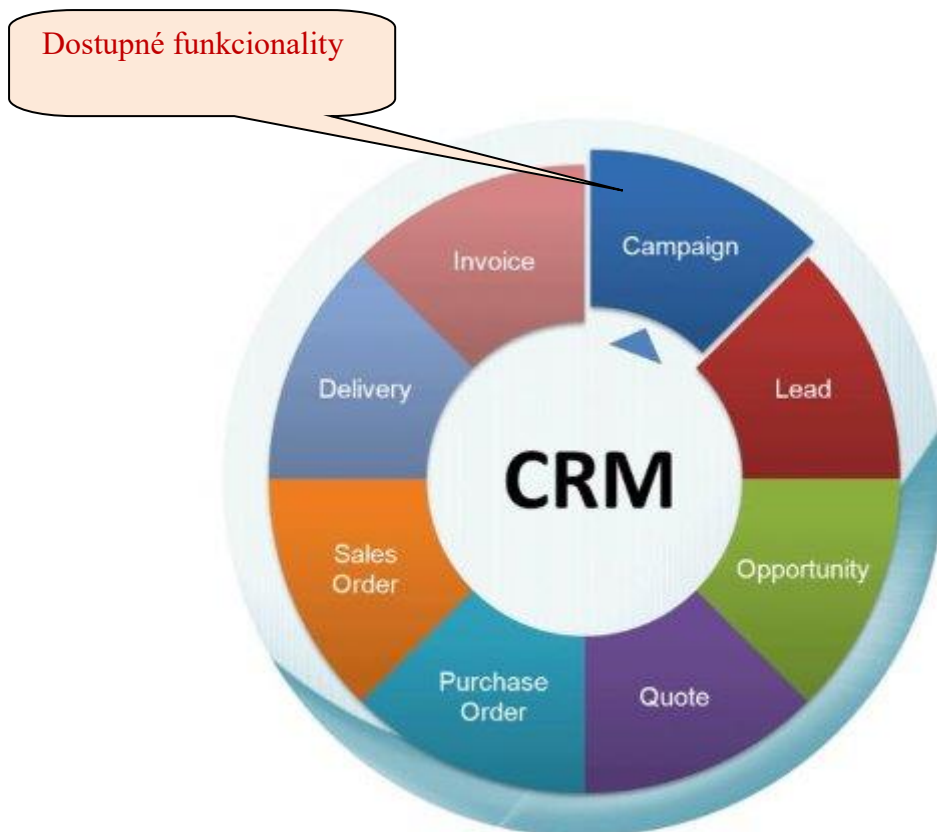 Dostupné funkcionality
Campaign
Lead
Opportunity
Quote
Purchase
Order
Sales
Order
Delivery
Invoice
CRM